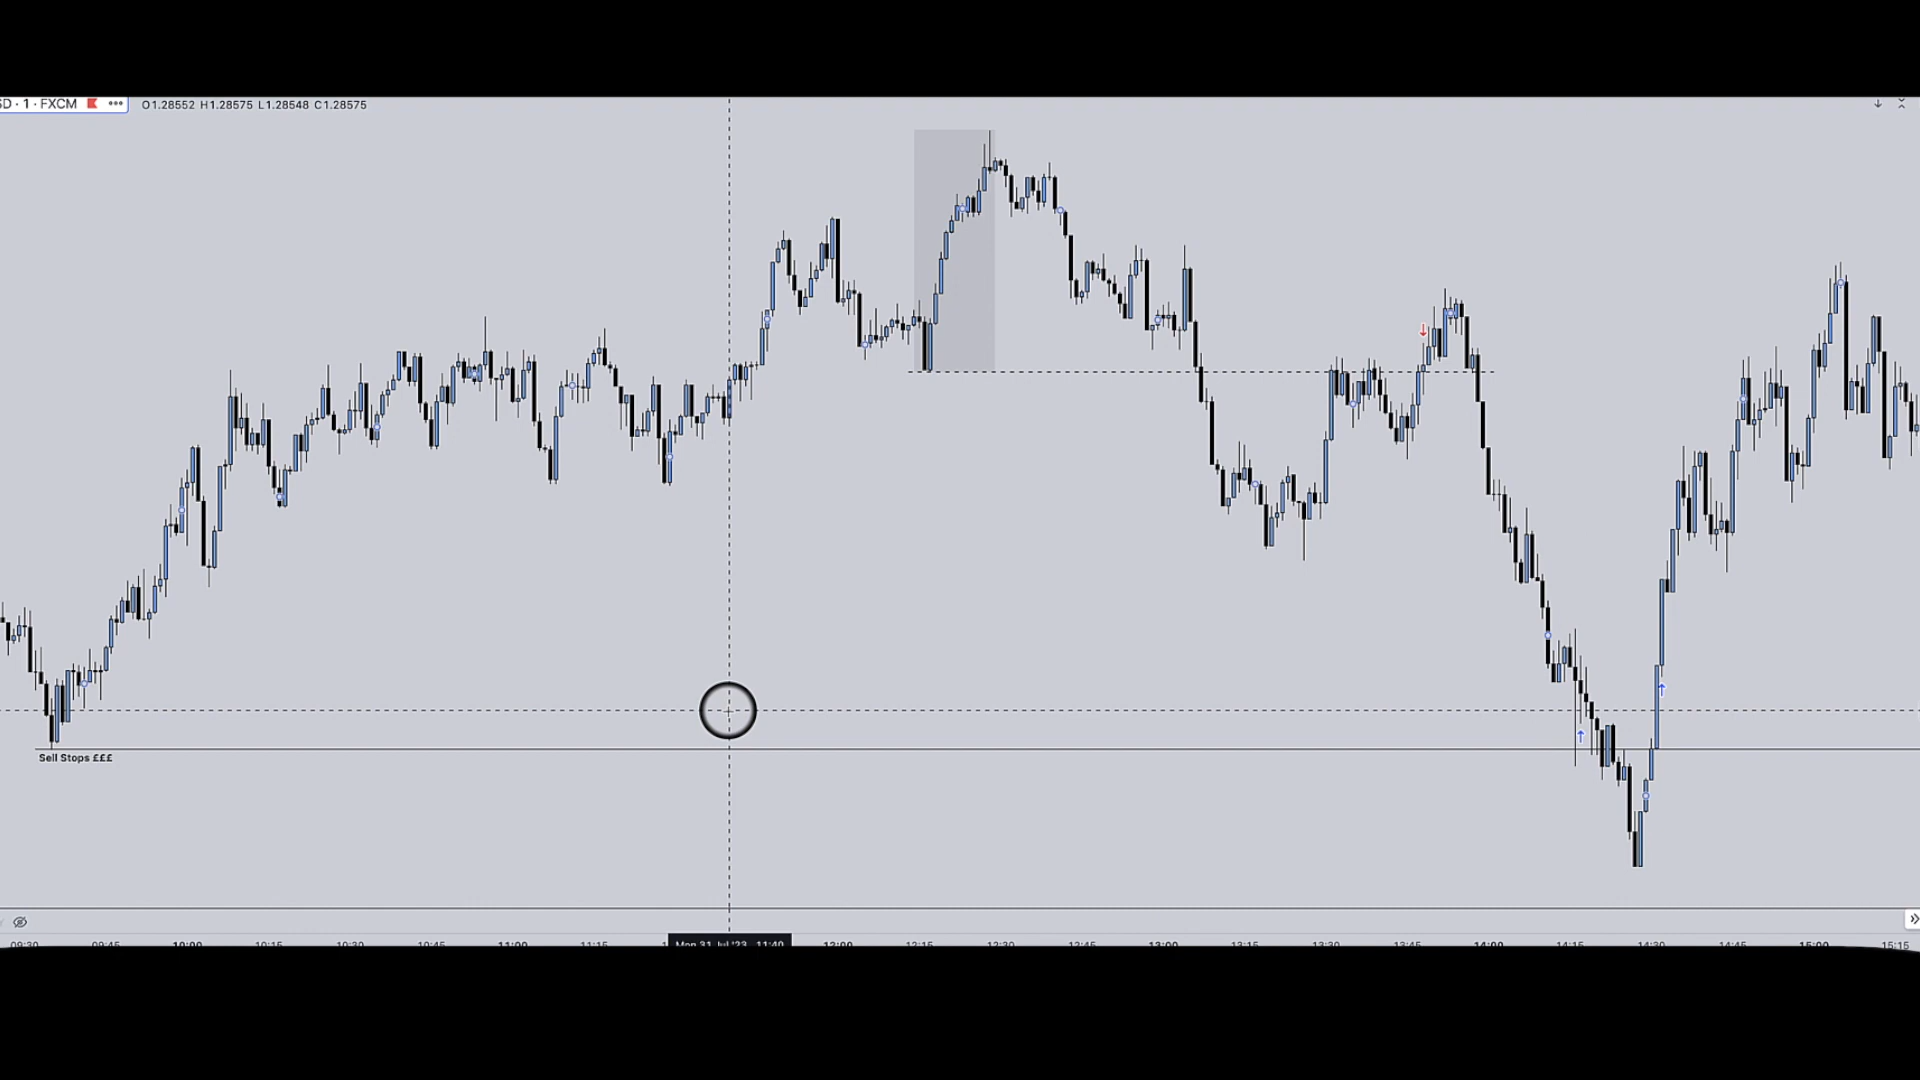 SD · 1 · FXCM ••• O1.28552 H1.28575 L1.28548 C1.28575
Sell Stops £££
09:30 09:45 10:00 10:15 10:30 10:45 11:00 11:15 Mon 31 Jul '23 11:40 12:00 12:15 12:30 12:45 13:00 13:15 13:30 13:45 14:00 14:15 14:30 14:45 15:00 15:15